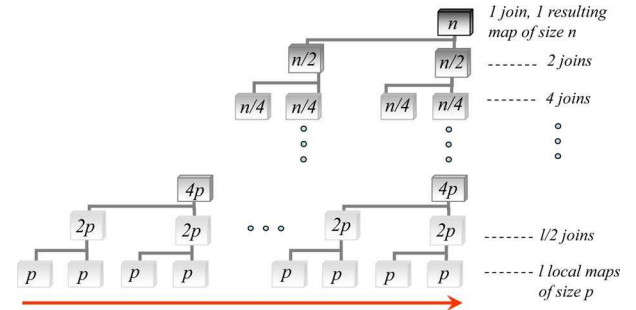 n 1 join, 1 resulting
map of size n
n/2 n/2 2 joins
n/4 n/4 n/4 n/4 4 joins
4p 4p
2p 2p 2p 2p l/2 joins
p p p p p p p p l local maps
of size p